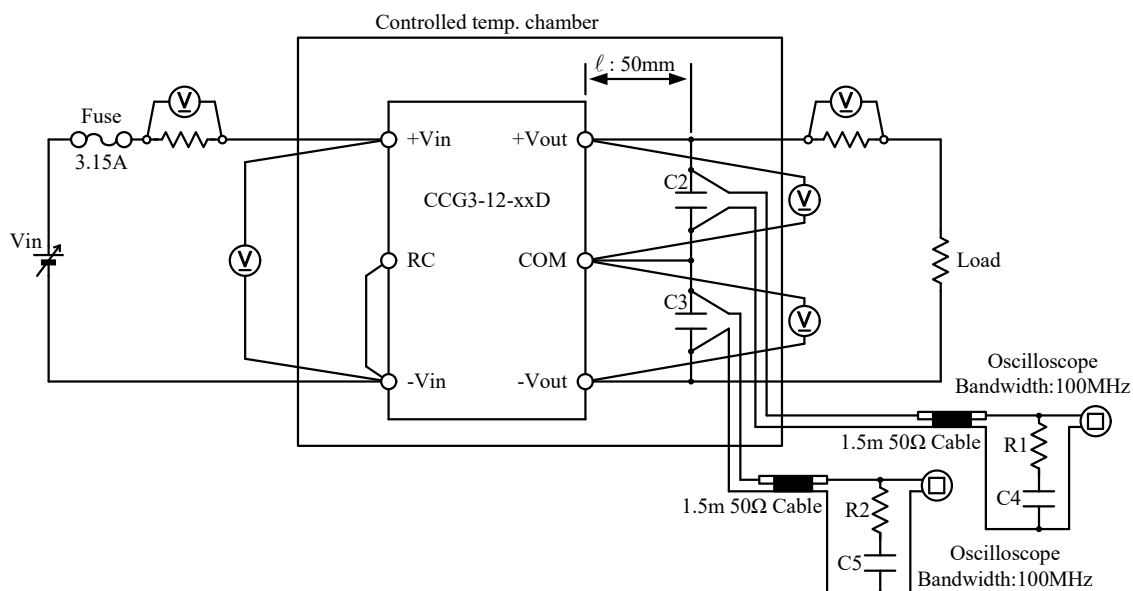 Controlled temp. chamber
ℓ : 50mm
V
V
Fuse
3.15A
+Vin
+Vout
CCG3-12-xxD
C2
V
Vin
V
RC
COM
Load
C3
V
-Vin
-Vout
Oscilloscope
Bandwidth:100MHz
1.5m 50Ω Cable
R1
C4
1.5m 50Ω Cable
R2
C5
Oscilloscope
Bandwidth:100MHz